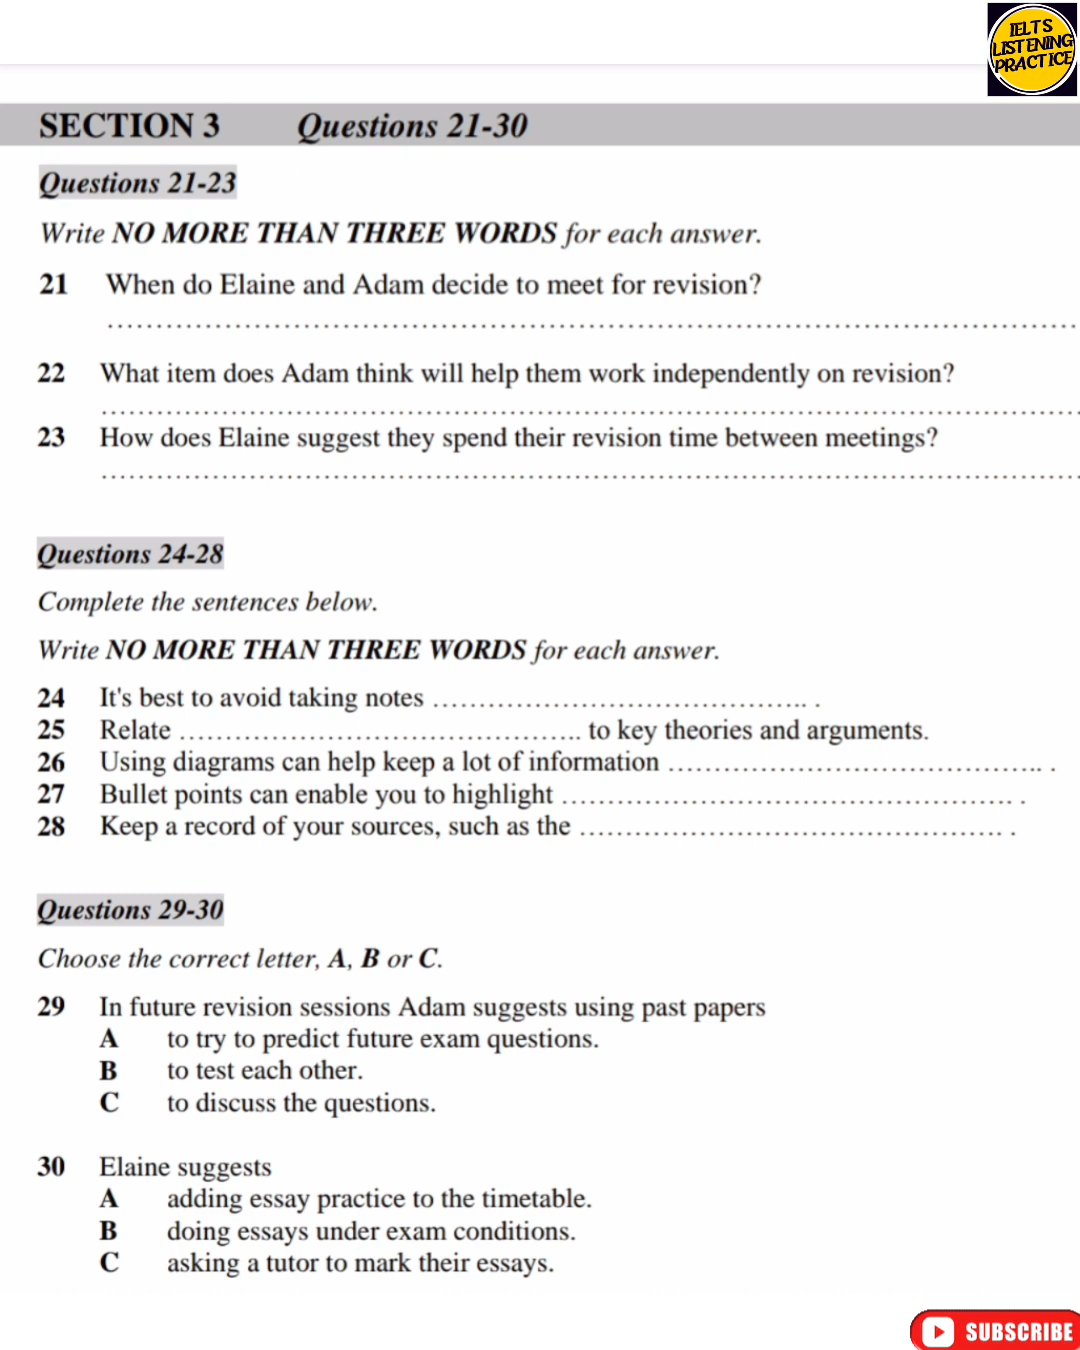 IELTS
LISTENING
PRACTICE
SECTION 3 Questions 21-30
Questions 21-23
Write NO MORE THAN THREE WORDS for each answer.
21 When do Elaine and Adam decide to meet for revision?
................................................................................
22 What item does Adam think will help them work independently on revision?
................................................................................
23 How does Elaine suggest they spend their revision time between meetings?
................................................................................
Questions 24-28
Complete the sentences below.
Write NO MORE THAN THREE WORDS for each answer.
24 It's best to avoid taking notes ........................................ .
25 Relate ........................................ to key theories and arguments.
26 Using diagrams can help keep a lot of information ........................................ .
27 Bullet points can enable you to highlight ................................................ .
28 Keep a record of your sources, such as the ............................................ .
Questions 29-30
Choose the correct letter, A, B or C.
29 In future revision sessions Adam suggests using past papers
A to try to predict future exam questions.
B to test each other.
C to discuss the questions.
30 Elaine suggests
A adding essay practice to the timetable.
B doing essays under exam conditions.
C asking a tutor to mark their essays.
SUBSCRIBE